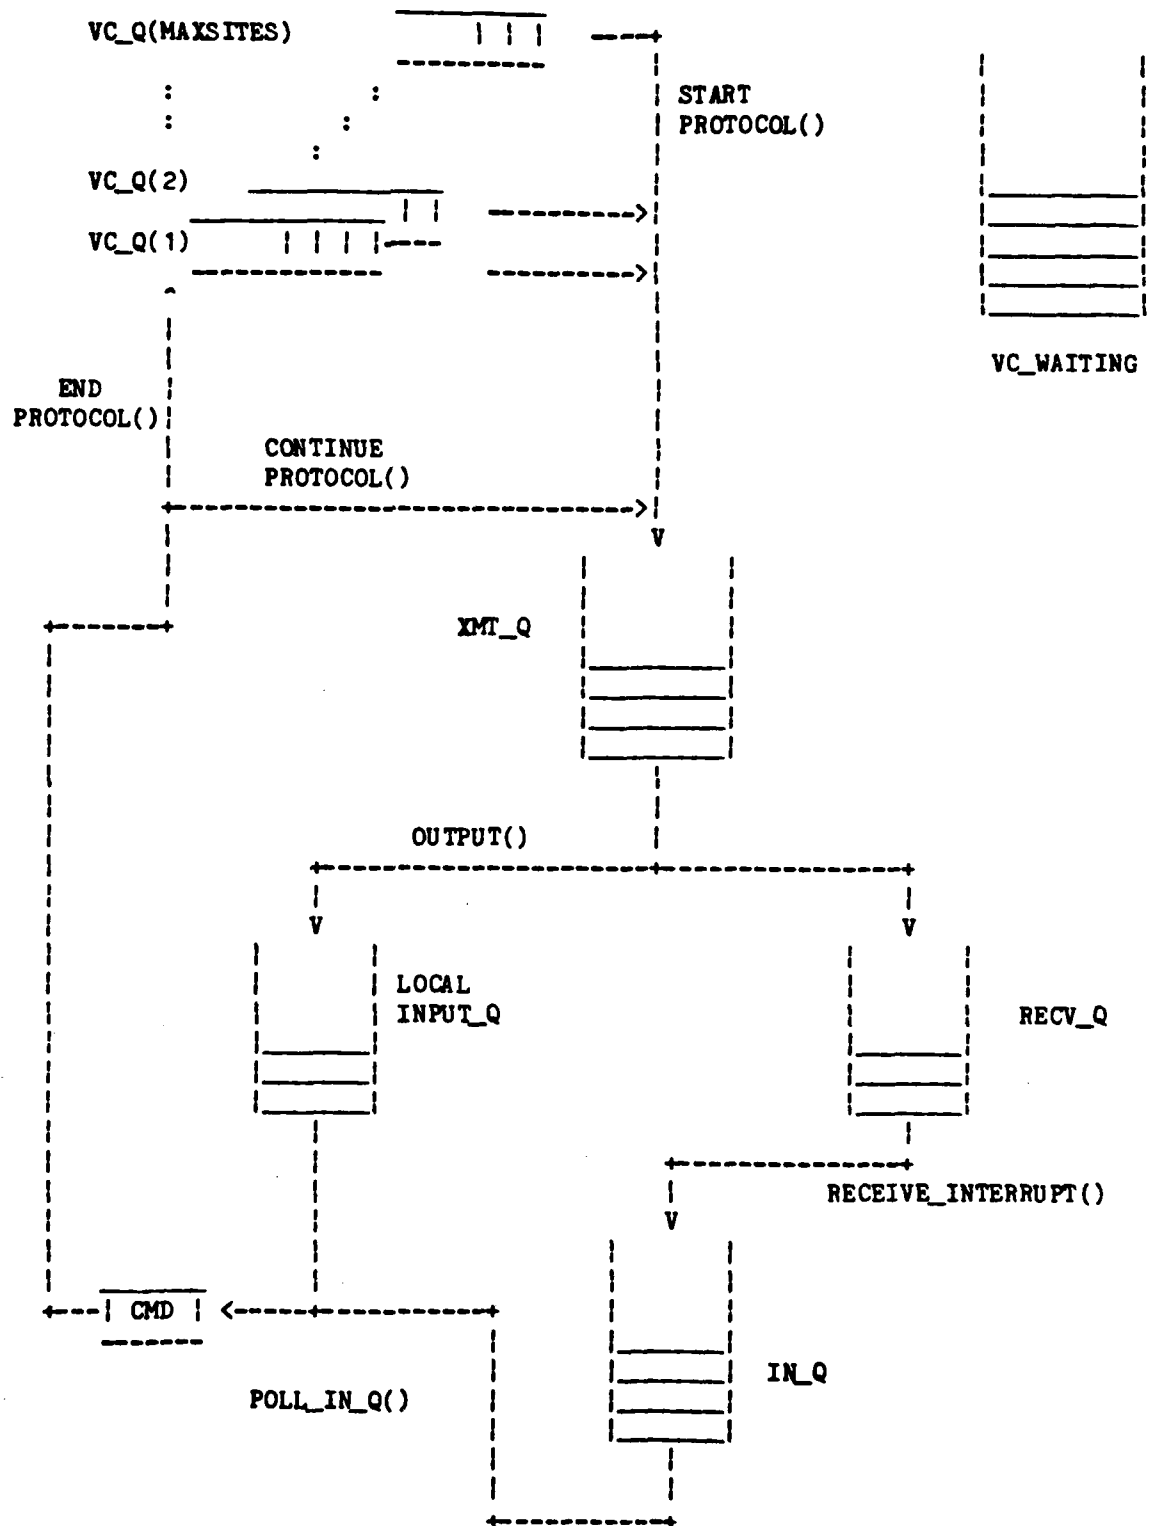 VC_Q(MAXSITES)
START
PROTOCOL()
VC_Q(2)
VC_Q(1)
VC_WAITING
END
PROTOCOL()
CONTINUE
PROTOCOL()
XMT_Q
OUTPUT()
LOCAL
INPUT_Q
RECV_Q
RECEIVE_INTERRUPT()
CMD
IN_Q
POLL_IN_Q()